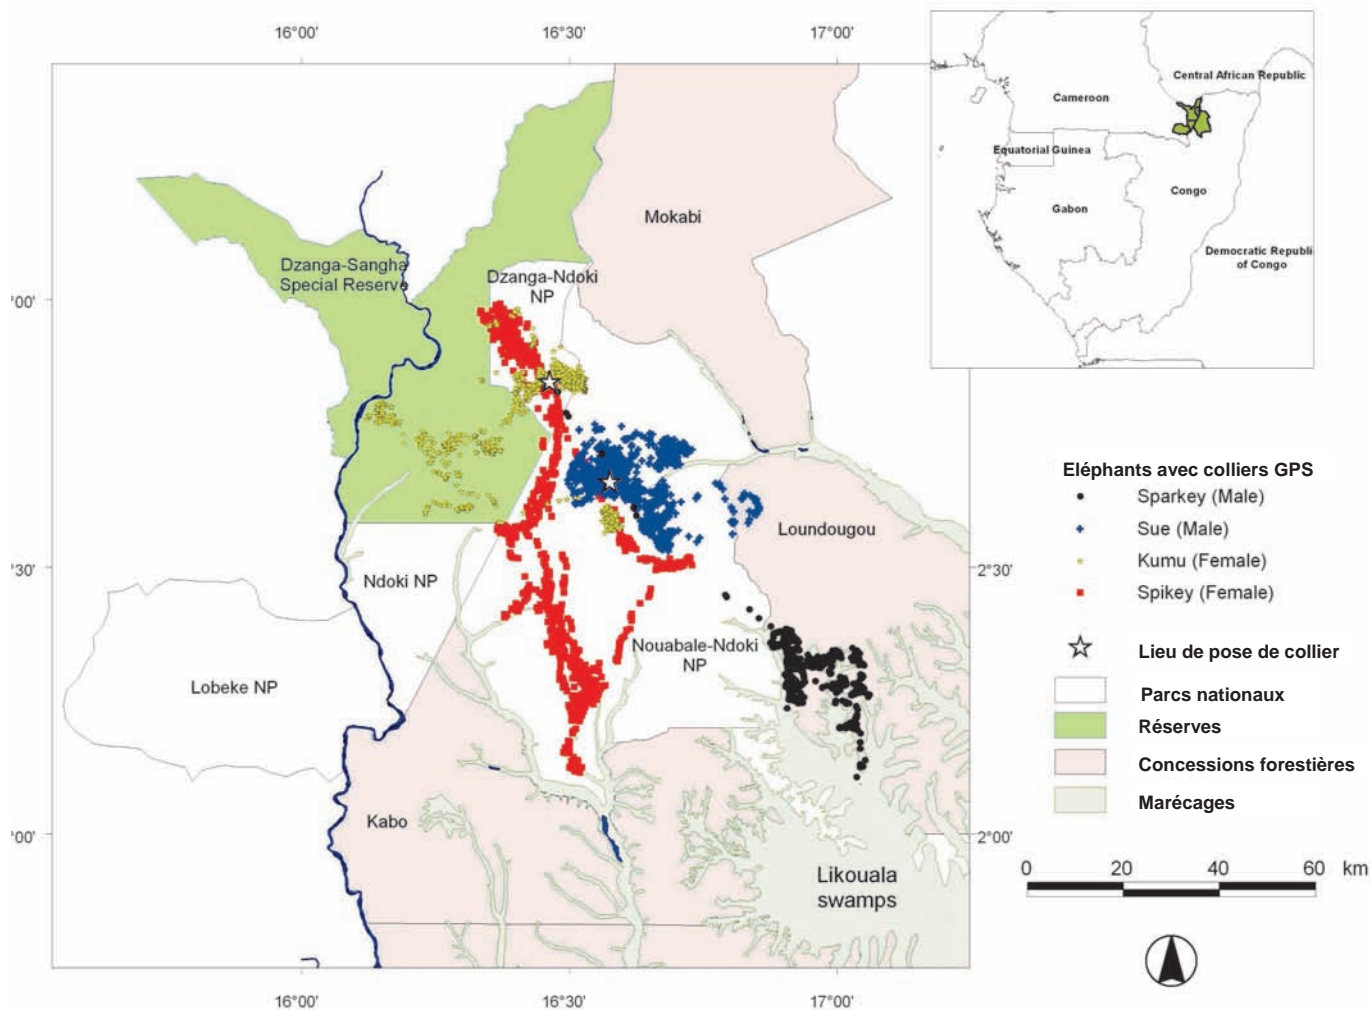 16°00'
16°30'
17°00'
Central African Republic
Cameroon
Equatorial Guinea
Congo
Gabon
Democratic Republi
of Congo
Mokabi
Dzanga-Sangha
Special Reserve
Dzanga-Ndoki
NP
°00'
Eléphants avec colliers GPS
Sparkey (Male)
Sue (Male)
Kumu (Female)
Spikey (Female)
Lieu de pose de collier
Parcs nationaux
Réserves
Concessions forestières
Marécages
Loundougou
°30'
2°30'
Ndoki NP
Nouabale-Ndoki
NP
Lobeke NP
Kabo
°00'
2°00'
Likouala
swamps
0 20 40 60 km
16°00'
16°30'
17°00'